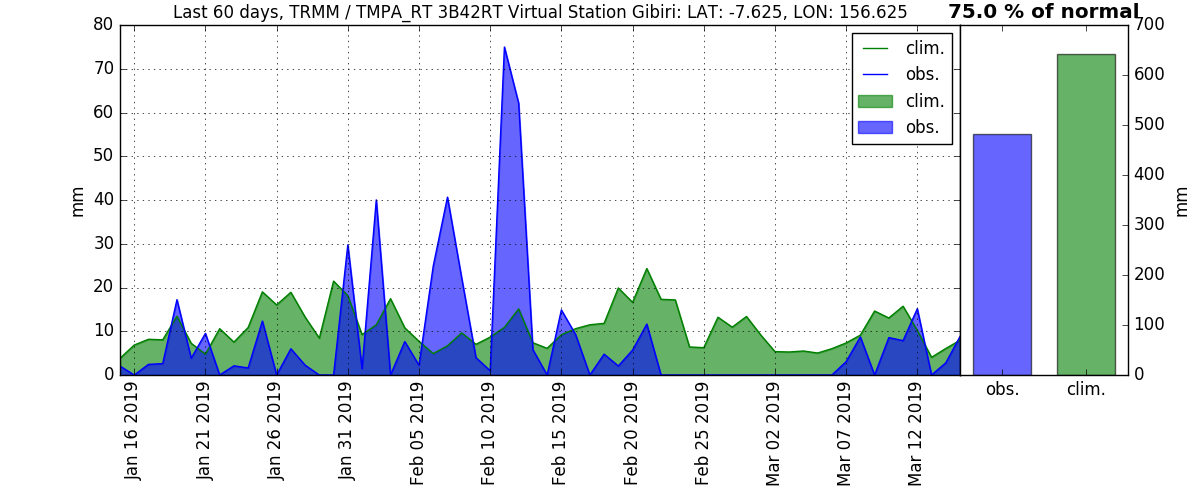 Last 60 days, TRMM / TMPA_RT 3B42RT Virtual Station Gibiri: LAT: -7.625, LON: 156.625
75.0 % of normal
80
70
60
50
40
30
20
10
0
mm
clim.
obs.
clim.
obs.
Jan 16 2019
Jan 21 2019
Jan 26 2019
Jan 31 2019
Feb 05 2019
Feb 10 2019
Feb 15 2019
Feb 20 2019
Feb 25 2019
Mar 02 2019
Mar 07 2019
Mar 12 2019
700
600
500
400
300
200
100
0
mm
obs.
clim.